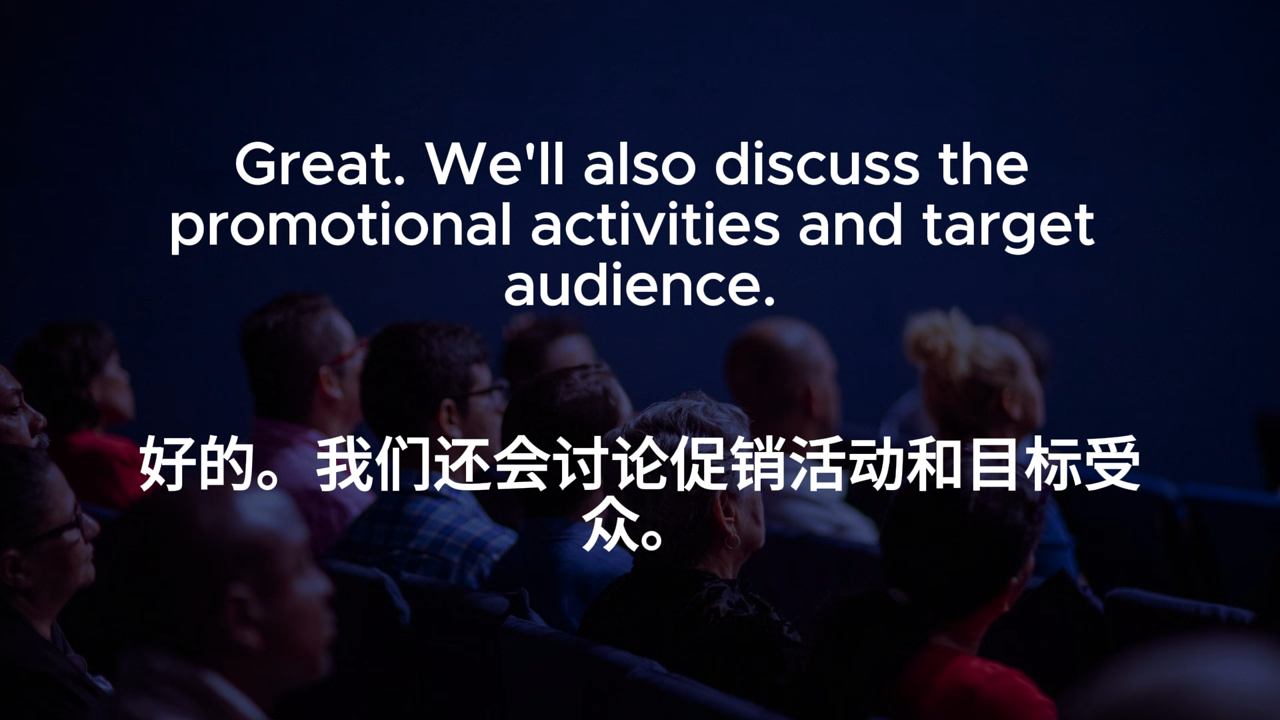 Great. We'll also discuss the
promotional activities and target
audience.
好的。我们还会讨论促销活动和目标受
众。